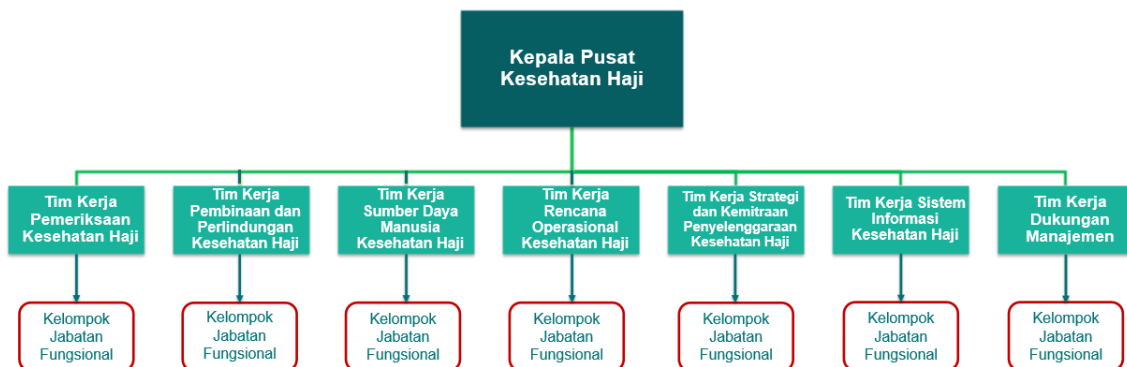 Kepala Pusat
Kesehatan Haji
Tim Kerja
Pemeriksaan
Kesehatan Haji
Tim Kerja
Pembinaan dan
Perlindungan
Kesehatan Haji
Tim Kerja
Sumber Daya
Manusia
Kesehatan Haji
Tim Kerja
Rencana
Operasional
Kesehatan Haji
Tim Kerja Strategi
dan Kemitraan
Penyelenggaraan
Kesehatan Haji
Tim Kerja Sistem
Informasi
Kesehatan Haji
Tim Kerja
Dukungan
Manajemen
Kelompok
Jabatan
Fungsional
Kelompok
Jabatan
Fungsional
Kelompok
Jabatan
Fungsional
Kelompok
Jabatan
Fungsional
Kelompok
Jabatan
Fungsional
Kelompok
Jabatan
Fungsional
Kelompok
Jabatan
Fungsional